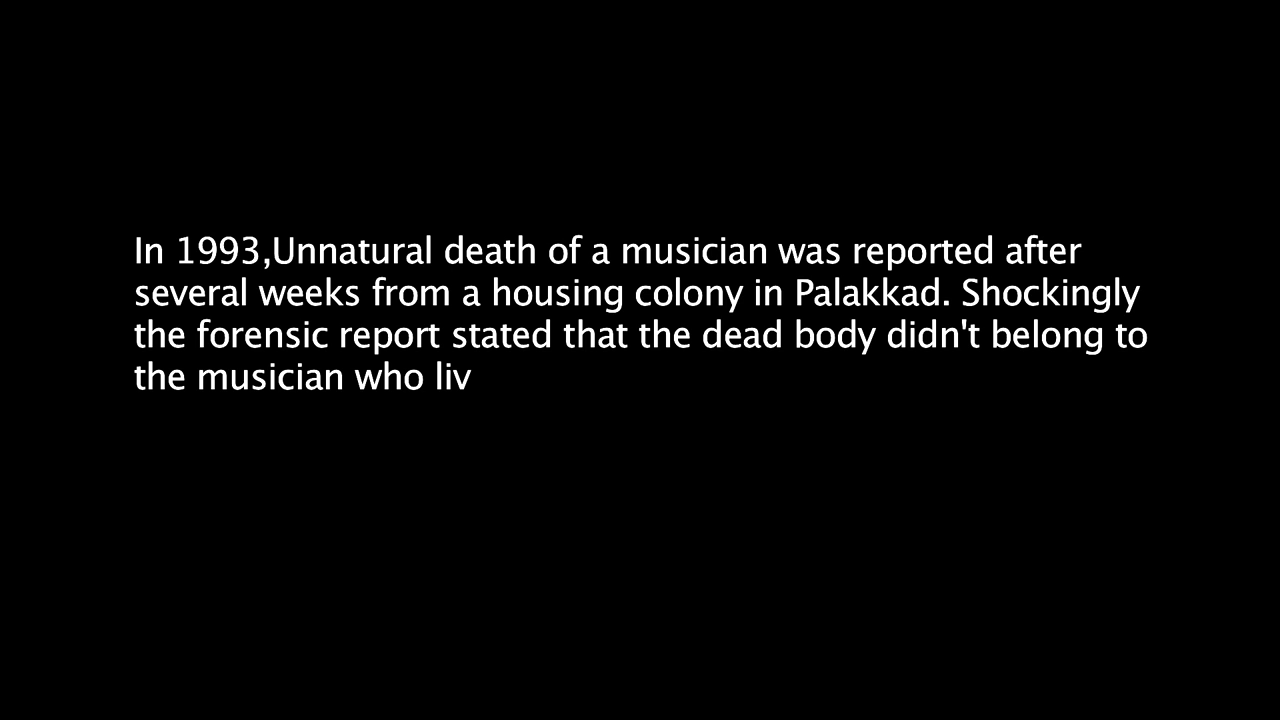 In 1993,Unnatural death of a musician was reported after
several weeks from a housing colony in Palakkad. Shockingly
the forensic report stated that the dead body didn't belong to
the musician who liv